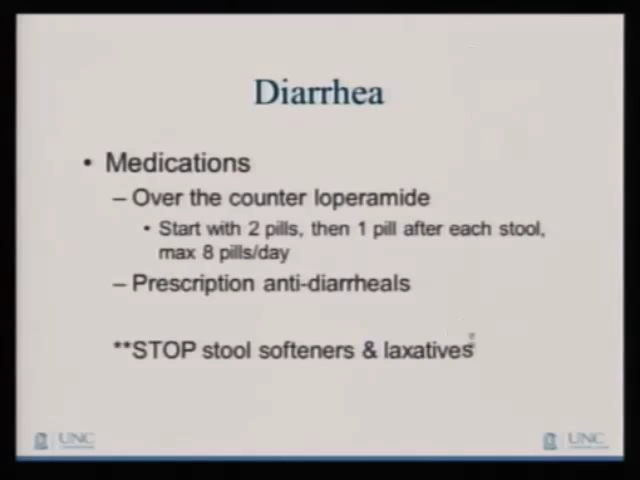 Diarrhea
• Medications
– Over the counter loperamide
• Start with 2 pills, then 1 pill after each stool,
max 8 pills/day
– Prescription anti-diarrheals
**STOP stool softeners & laxatives
UNC
UNC